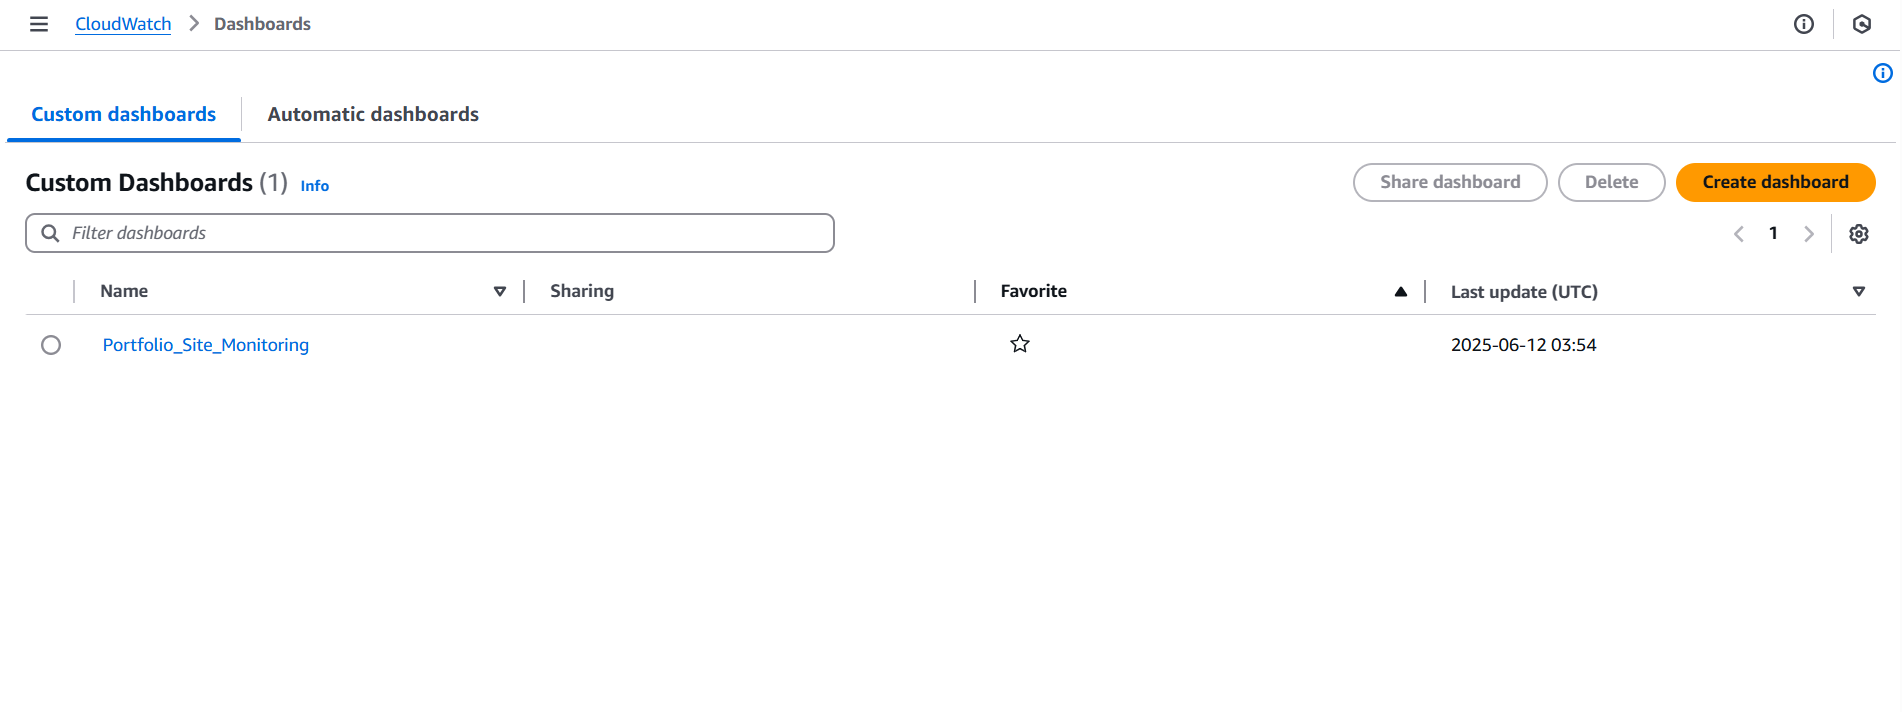 CloudWatch > Dashboards
Custom dashboards Automatic dashboards
Custom Dashboards (1) Info Share dashboard Delete Create dashboard
Filter dashboards 1
Name Sharing Favorite Last update (UTC)
Portfolio_Site_Monitoring 2025-06-12 03:54